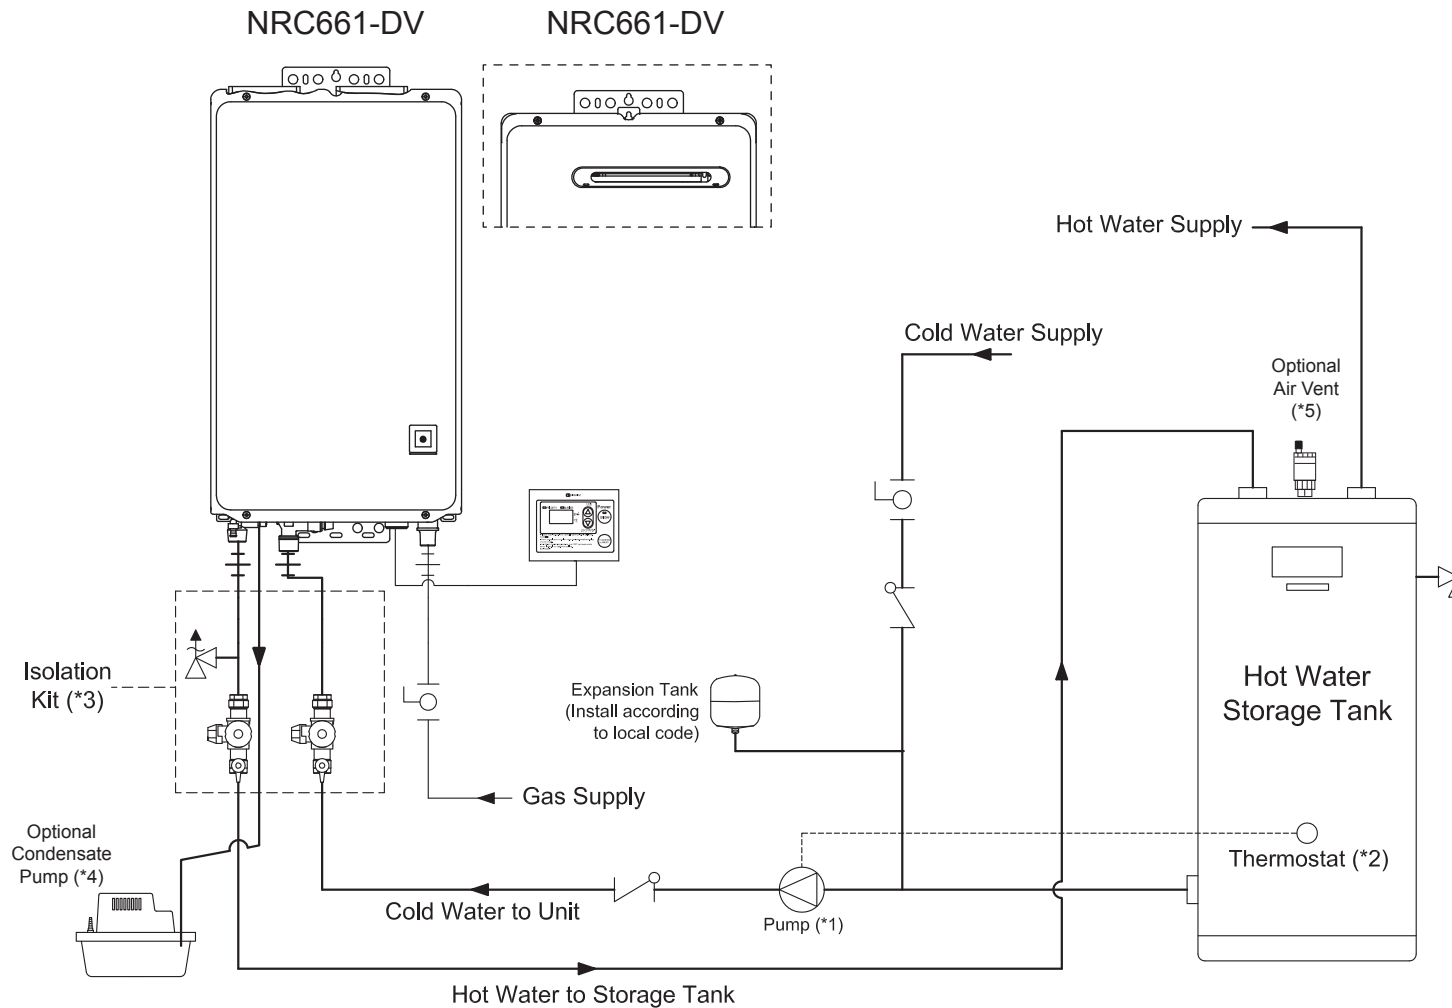 NRC661-DV
NRC661-DV
Hot Water Supply
Cold Water Supply
Optional
Air Vent
(*5)
Isolation
Kit (*3)
Expansion Tank
(Install according
to local code)
Hot Water
Storage Tank
Gas Supply
Optional
Condensate
Pump (*4)
Thermostat (*2)
Cold Water to Unit
Pump (*1)
Hot Water to Storage Tank